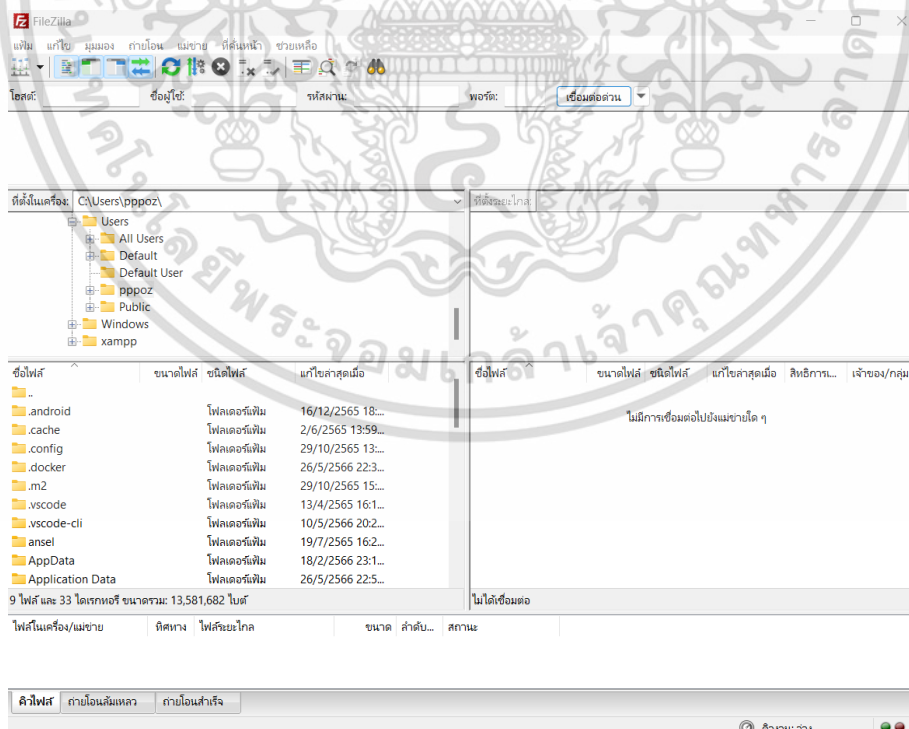 FileZilla
แฟ้ม แก้ไข มุมมอง ถ่ายโอน แม่ข่าย ที่คั่นหน้า ช่วยเหลือ
โฮสต์: ชื่อผู้ใช้: รหัสผ่าน: พอร์ต: เชื่อมต่อด่วน
ที่ตั้งในเครื่อง: C:\Users\pppoz\
ที่ตั้งระยะไกล:
Users
All Users
Default
Default User
pppoz
Public
Windows
xampp
ชื่อไฟล์ ขนาดไฟล์ ชนิดไฟล์ แก้ไขล่าสุดเมื่อ
..
.android โฟลเดอร์แฟ้ม 16/12/2565 18:...
.cache โฟลเดอร์แฟ้ม 2/6/2565 13:59...
.config โฟลเดอร์แฟ้ม 29/10/2565 13:...
.docker โฟลเดอร์แฟ้ม 26/5/2566 22:3...
.m2 โฟลเดอร์แฟ้ม 29/10/2565 15:...
.vscode โฟลเดอร์แฟ้ม 13/4/2565 16:1...
.vscode-cli โฟลเดอร์แฟ้ม 10/5/2566 20:2...
ansel โฟลเดอร์แฟ้ม 19/7/2565 16:2...
AppData โฟลเดอร์แฟ้ม 18/2/2566 23:1...
Application Data โฟลเดอร์แฟ้ม 26/5/2566 22:5...
9 ไฟล์ และ 33 ไดเรกทอรี ขนาดรวม: 13,581,682 ไบต์
ชื่อไฟล์ ขนาดไฟล์ ชนิดไฟล์ แก้ไขล่าสุดเมื่อ สิทธิการ... เจ้าของ/กลุ่ม
ไม่มีการเชื่อมต่อไปยังแม่ข่ายใด ๆ
ไม่ได้เชื่อมต่อ
ไฟล์ในเครื่อง/แม่ข่าย ทิศทาง ไฟล์ระยะไกล ขนาด ลำดับ... สถานะ
คิวไฟล์ ถ่ายโอนล้มเหลว ถ่ายโอนสำเร็จ
คิวงาน: ว่าง